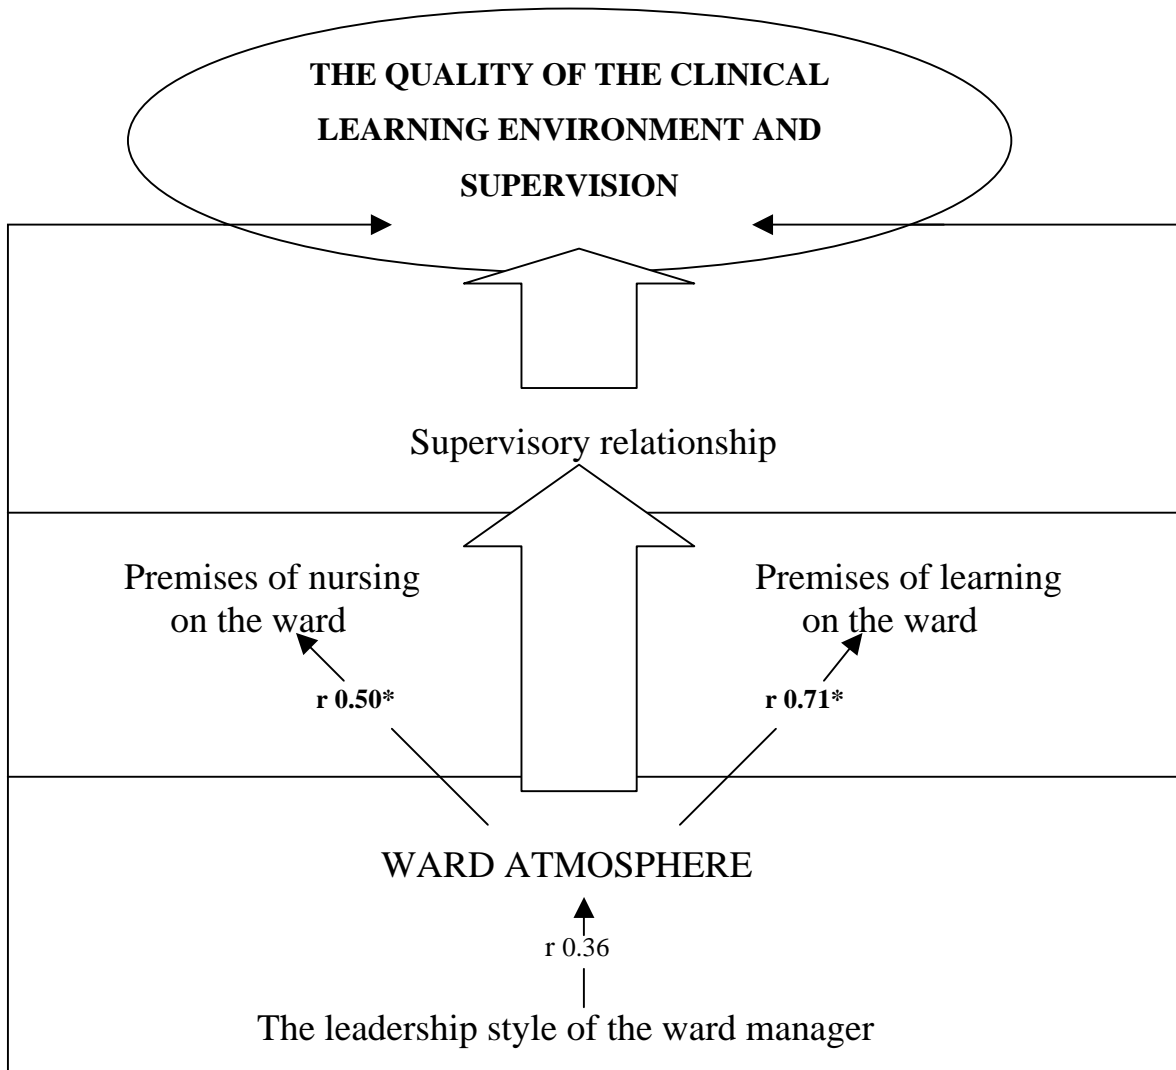 THE QUALITY OF THE CLINICAL
LEARNING ENVIRONMENT AND
SUPERVISION
Supervisory relationship
Premises of nursing
on the ward
Premises of learning
on the ward
r 0.50*
r 0.71*
WARD ATMOSPHERE
r 0.36
The leadership style of the ward manager